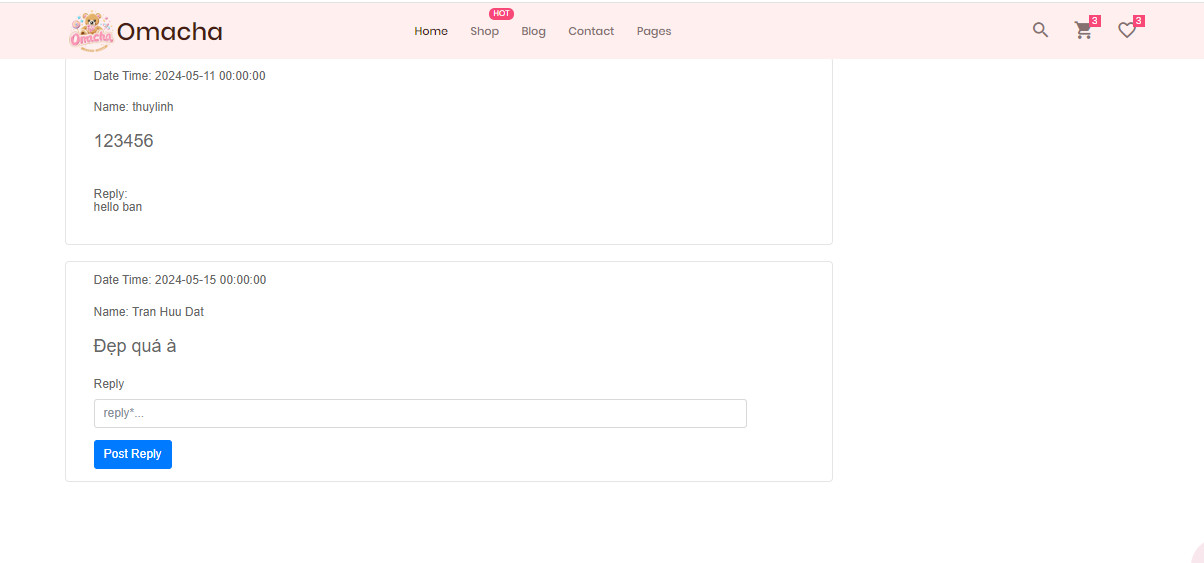 HOT
Omacha
Omacha
Home Shop Blog Contact Pages
3 3
Date Time: 2024-05-11 00:00:00
Name: thuylinh
123456
Reply:
hello ban
Date Time: 2024-05-15 00:00:00
Name: Tran Huu Dat
Đẹp quá à
Reply
reply*...
Post Reply